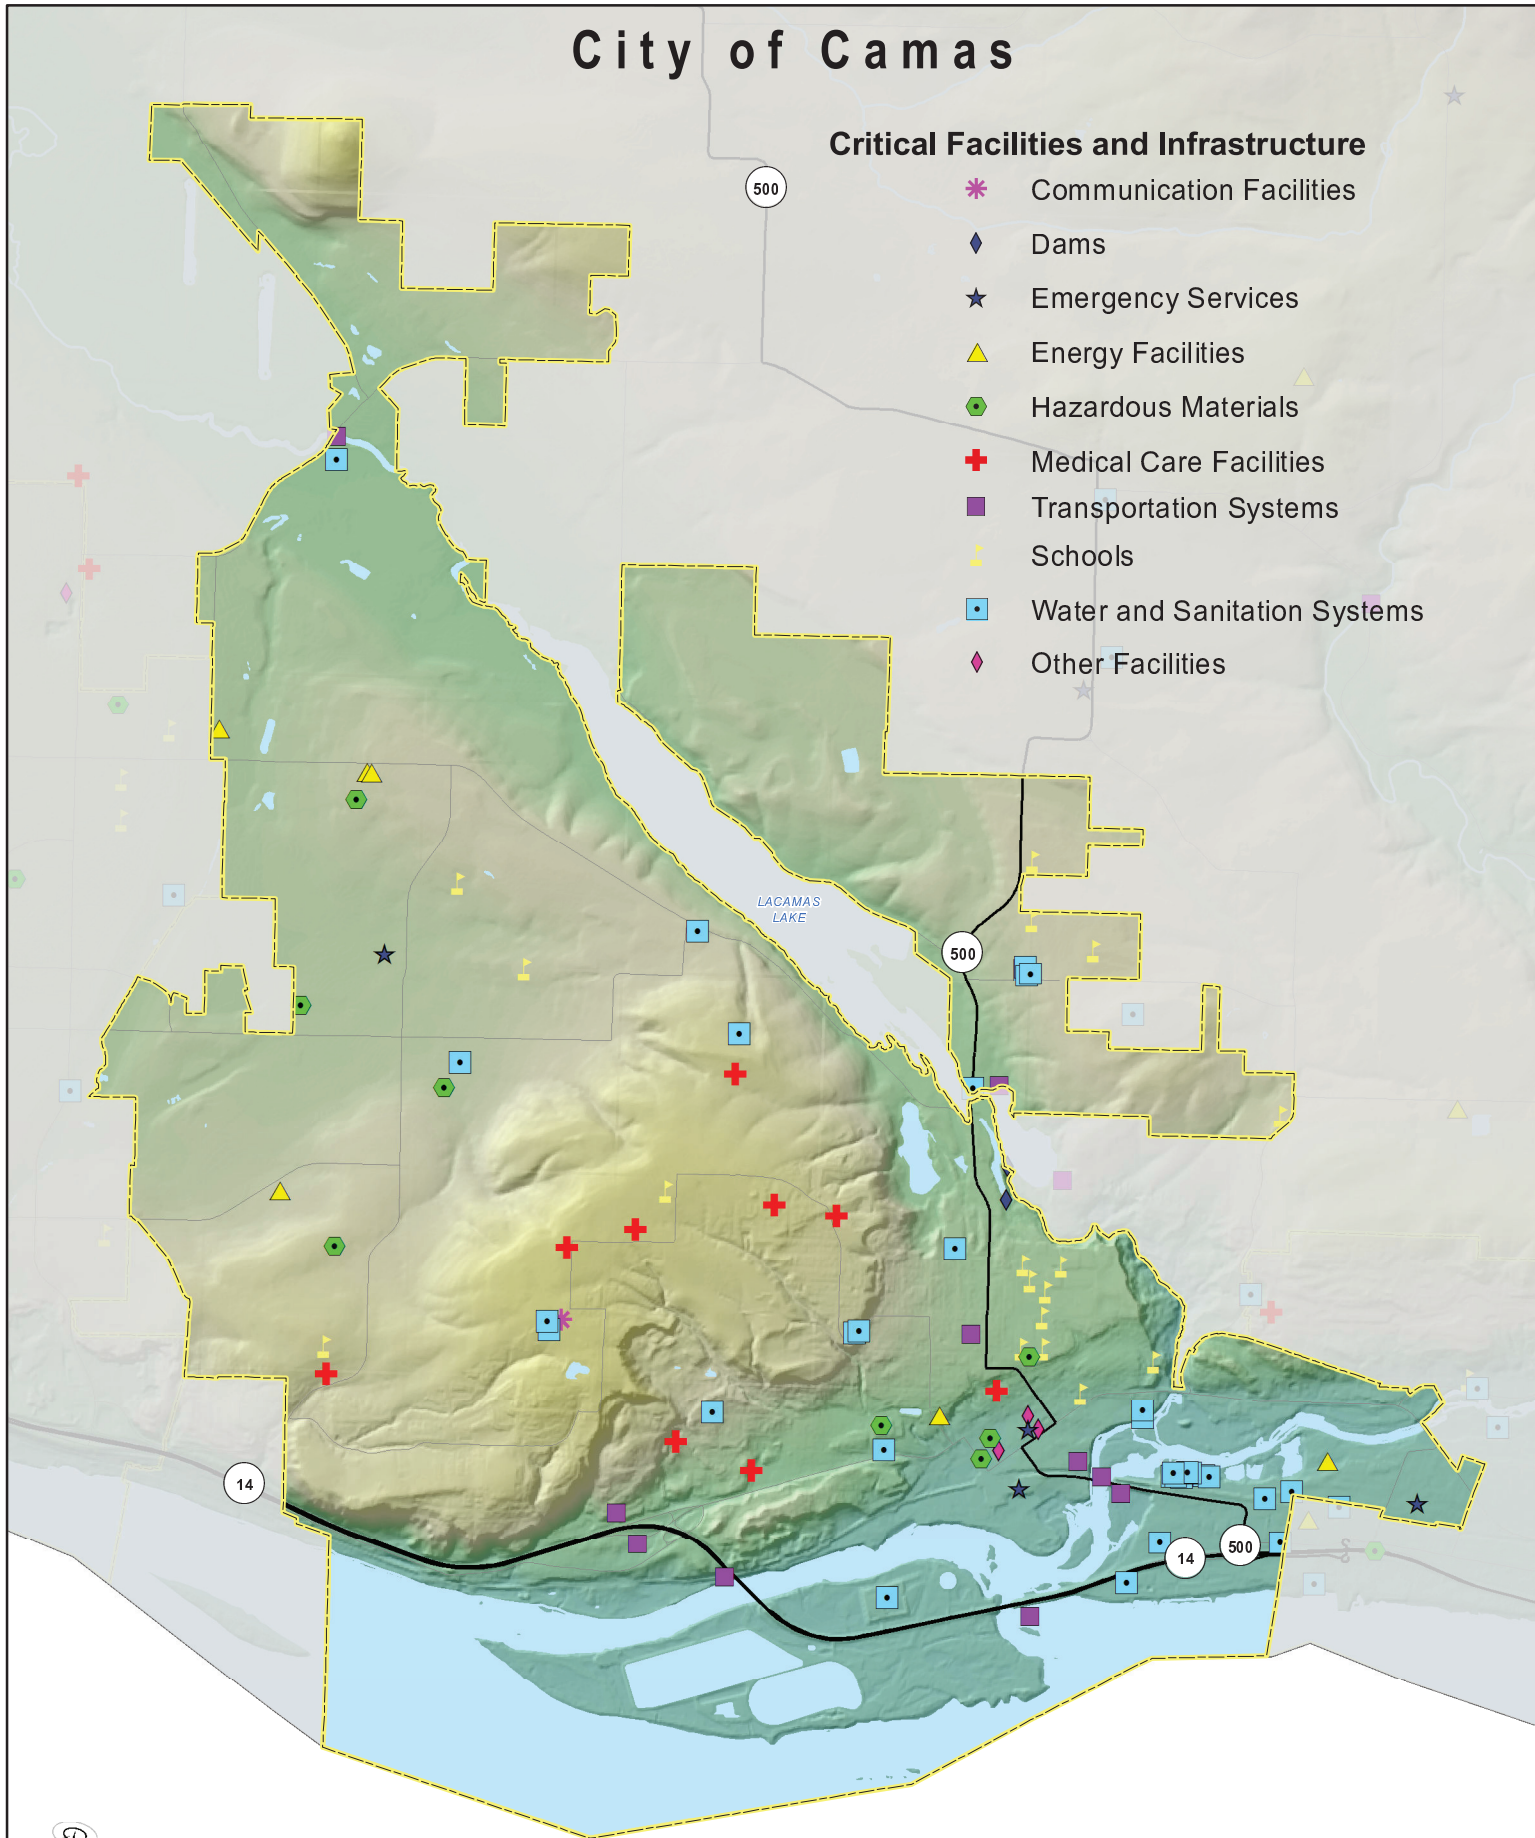 City of Camas
Critical Facilities and Infrastructure
Communication Facilities
Dams
Emergency Services
Energy Facilities
Hazardous Materials
Medical Care Facilities
Transportation Systems
Schools
Water and Sanitation Systems
Other Facilities
500
LACAMAS
LAKE
500
14
14
500